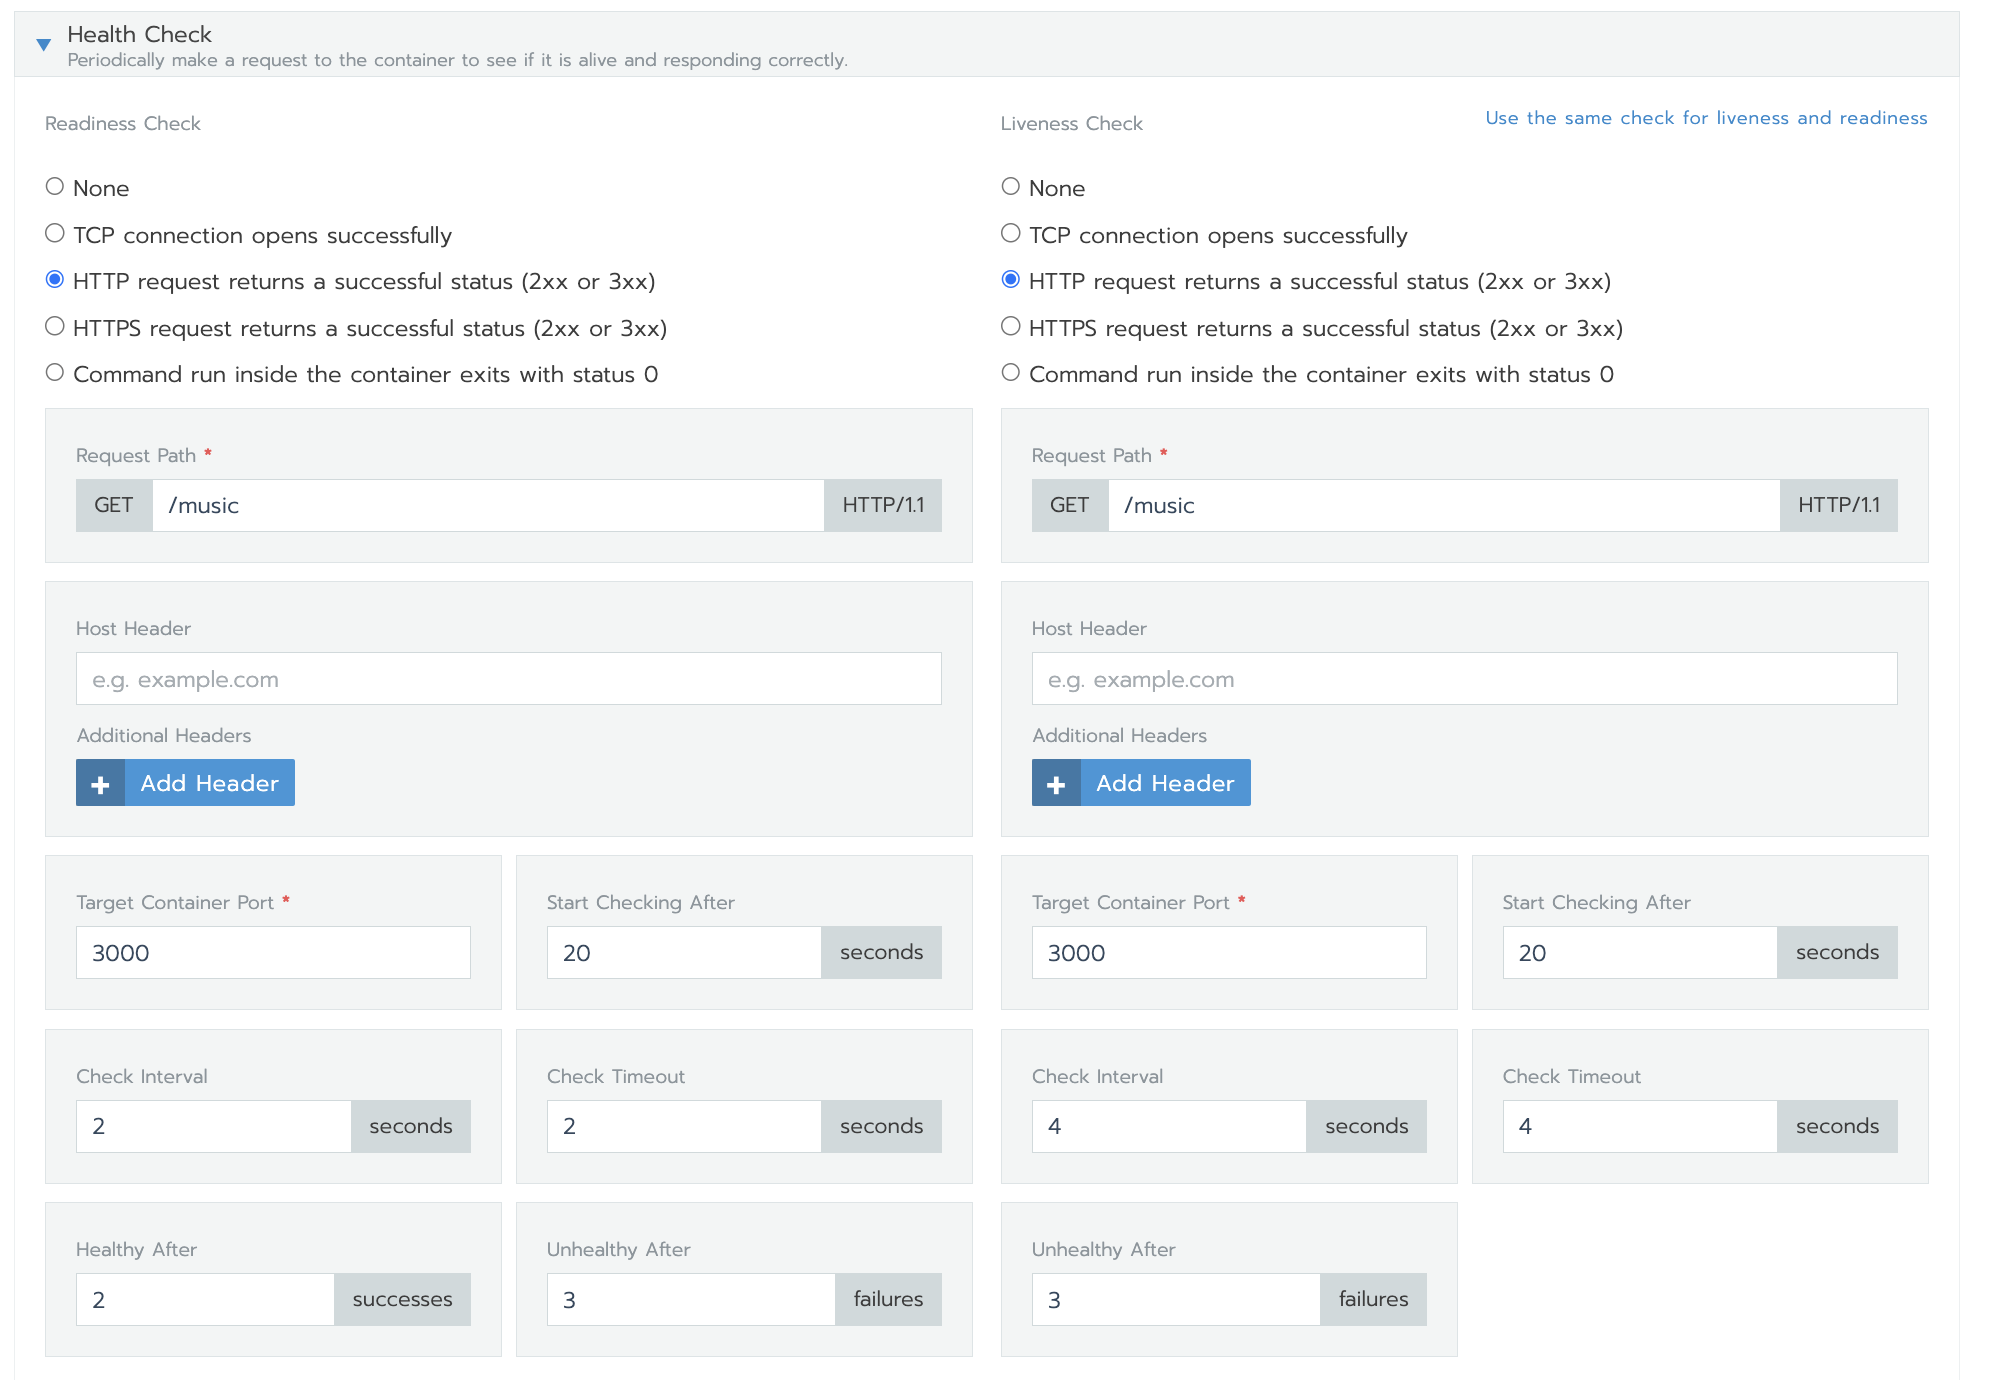 Health Check
Periodically make a request to the container to see if it is alive and responding correctly.
Readiness Check
None
TCP connection opens successfully
HTTP request returns a successful status (2xx or 3xx)
HTTPS request returns a successful status (2xx or 3xx)
Command run inside the container exits with status 0
Request Path *
GET /music HTTP/1.1
Host Header
e.g. example.com
Additional Headers
Add Header
Target Container Port *
3000
Start Checking After
20 seconds
Check Interval
2 seconds
Check Timeout
2 seconds
Healthy After
2 successes
Unhealthy After
3 failures
Liveness Check
Use the same check for liveness and readiness
None
TCP connection opens successfully
HTTP request returns a successful status (2xx or 3xx)
HTTPS request returns a successful status (2xx or 3xx)
Command run inside the container exits with status 0
Request Path *
GET /music HTTP/1.1
Host Header
e.g. example.com
Additional Headers
Add Header
Target Container Port *
3000
Start Checking After
20 seconds
Check Interval
4 seconds
Check Timeout
4 seconds
Unhealthy After
3 failures